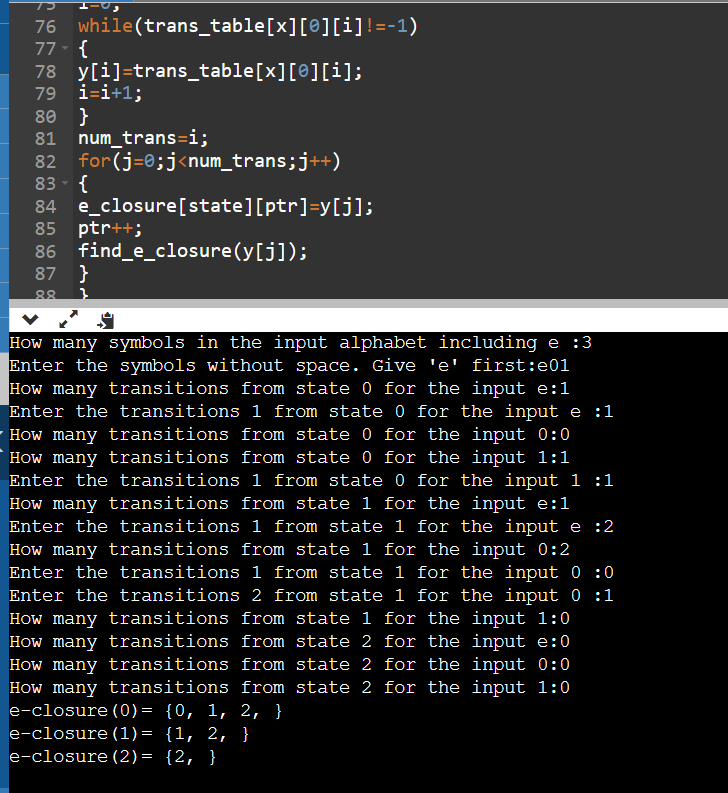 75 i=0;
76 while(trans_table[x][0][i]!=-1)
77 {
78 y[i]=trans_table[x][0][i];
79 i=i+1;
80 }
81 num_trans=i;
82 for(j=0;j<num_trans;j++)
83 {
84 e_closure[state][ptr]=y[j];
85 ptr++;
86 find_e_closure(y[j]);
87 }
88 }
How many symbols in the input alphabet including e :3
Enter the symbols without space. Give 'e' first:e01
How many transitions from state 0 for the input e:1
Enter the transitions 1 from state 0 for the input e :1
How many transitions from state 0 for the input 0:0
How many transitions from state 0 for the input 1:1
Enter the transitions 1 from state 0 for the input 1 :1
How many transitions from state 1 for the input e:1
Enter the transitions 1 from state 1 for the input e :2
How many transitions from state 1 for the input 0:2
Enter the transitions 1 from state 1 for the input 0 :0
Enter the transitions 2 from state 1 for the input 0 :1
How many transitions from state 1 for the input 1:0
How many transitions from state 2 for the input e:0
How many transitions from state 2 for the input 0:0
How many transitions from state 2 for the input 1:0
e-closure(0)= {0, 1, 2, }
e-closure(1)= {1, 2, }
e-closure(2)= {2, }